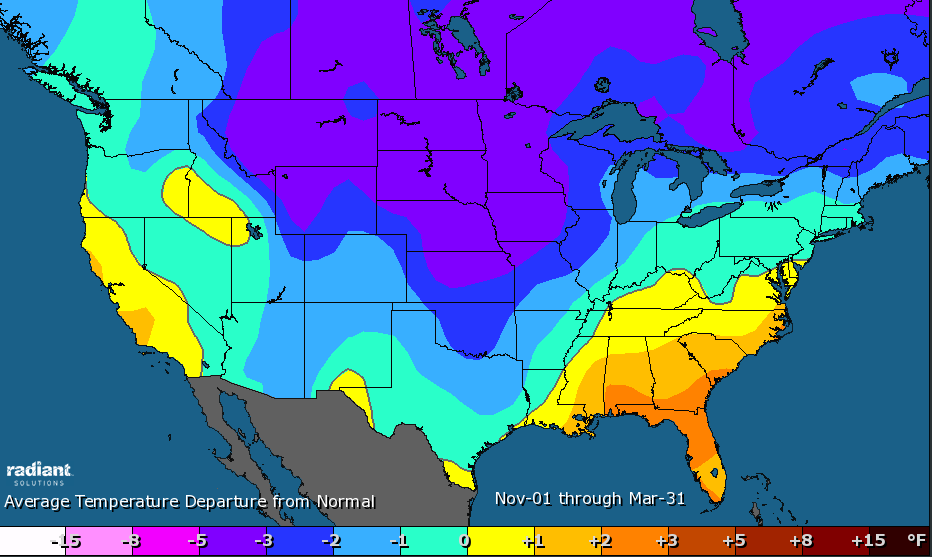 radiant
SOLUTIONS
Average Temperature Departure from Normal
Nov-01 through Mar-31
-15 -8 -5 -3 -2 -1 0 +1 +2 +3 +5 +8 +15 °F